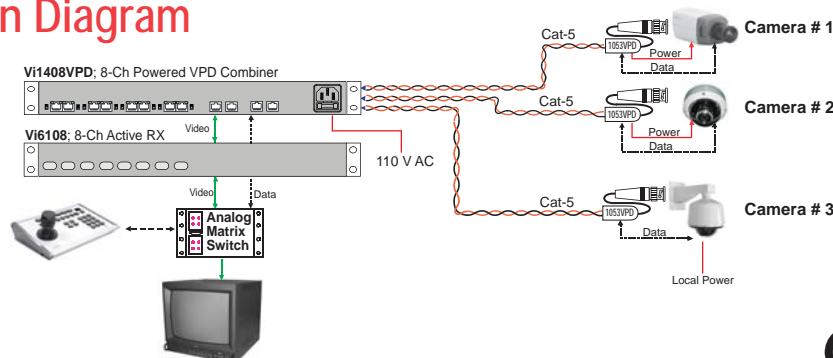 n Diagram
Vi1408VPD; 8-Ch Powered VPD Combiner
Video
Vi6108; 8-Ch Active RX
110 V AC
Video
Data
Analog
Matrix
Switch
Cat-5
1053VPD
Power
Data
Camera # 1
Cat-5
1053VPD
Power
Data
Camera # 2
Cat-5
1053VPD
Data
Camera # 3
Local Power